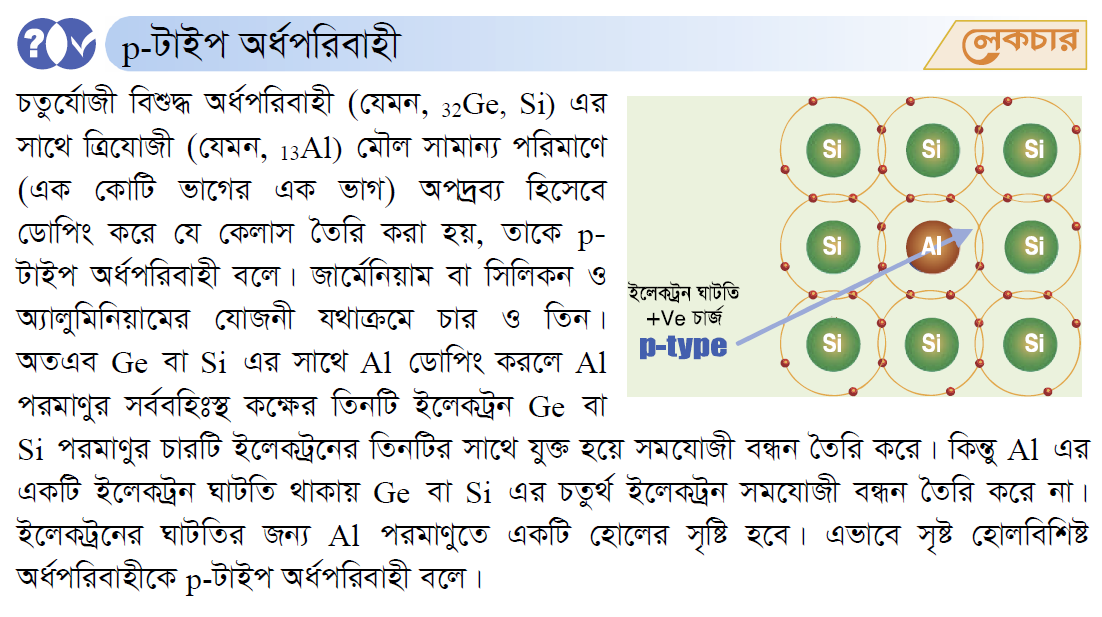 p-টাইপ অর্ধপরিবাহী
লেকচার
চতুর্যোজী বিশুদ্ধ অর্ধপরিবাহী (যেমন, ₃₂Ge, Si) এর
সাথে ত্রিযোজী (যেমন, ₁₃Al) মৌল সামান্য পরিমাণে
(এক কোটি ভাগের এক ভাগ) অপদ্রব্য হিসেবে
ডোপিং করে যে কেলাস তৈরি করা হয়, তাকে p-
টাইপ অর্ধপরিবাহী বলে। জার্মেনিয়াম বা সিলিকন ও
অ্যালুমিনিয়ামের যোজনী যথাক্রমে চার ও তিন।
অতএব Ge বা Si এর সাথে Al ডোপিং করলে Al
পরমাণুর সর্ববহিঃস্থ কক্ষের তিনটি ইলেকট্রন Ge বা
Si পরমাণুর চারটি ইলেকট্রনের তিনটির সাথে যুক্ত হয়ে সমযোজী বন্ধন তৈরি করে। কিন্তু Al এর
একটি ইলেকট্রন ঘাটতি থাকায় Ge বা Si এর চতুর্থ ইলেকট্রন সমযোজী বন্ধন তৈরি করে না।
ইলেকট্রনের ঘাটতির জন্য Al পরমাণুতে একটি হোলের সৃষ্টি হবে। এভাবে সৃষ্ট হোলবিশিষ্ট
অর্ধপরিবাহীকে p-টাইপ অর্ধপরিবাহী বলে।
Si Si Si
Si Al Si
Si Si Si
ইলেকট্রন ঘাটতি
+Ve চার্জ
p-type